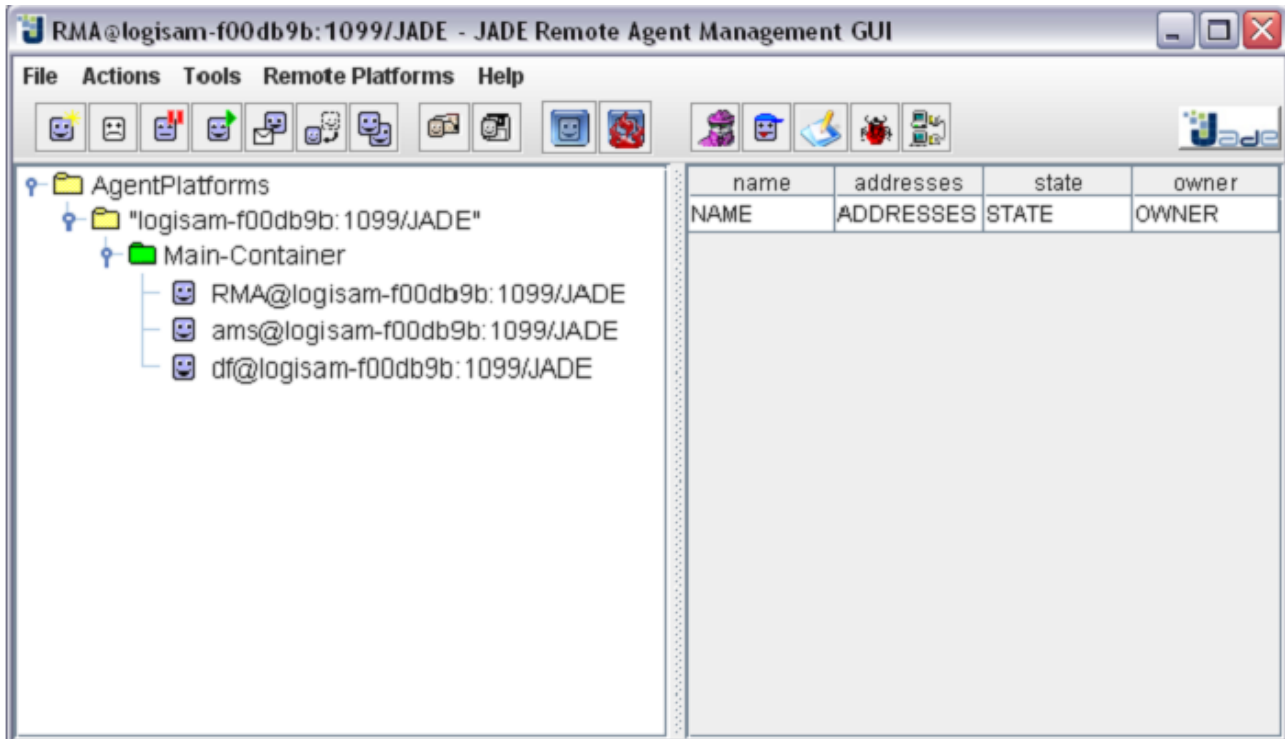 RMA@logisam-f00db9b:1099/JADE - JADE Remote Agent Management GUI
File Actions Tools Remote Platforms Help
Jade
AgentPlatforms
"logisam-f00db9b:1099/JADE"
Main-Container
RMA@logisam-f00db9b:1099/JADE
ams@logisam-f00db9b:1099/JADE
df@logisam-f00db9b:1099/JADE
name addresses state owner
NAME ADDRESSES STATE OWNER